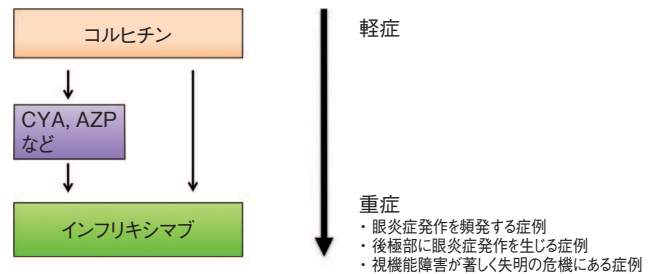 コルヒチン
CYA, AZP
など
インフリキシマブ
軽症
重症
・眼炎症発作を頻発する症例
・後極部に眼炎症発作を生じる症例
・視機能障害が著しく失明の危機にある症例